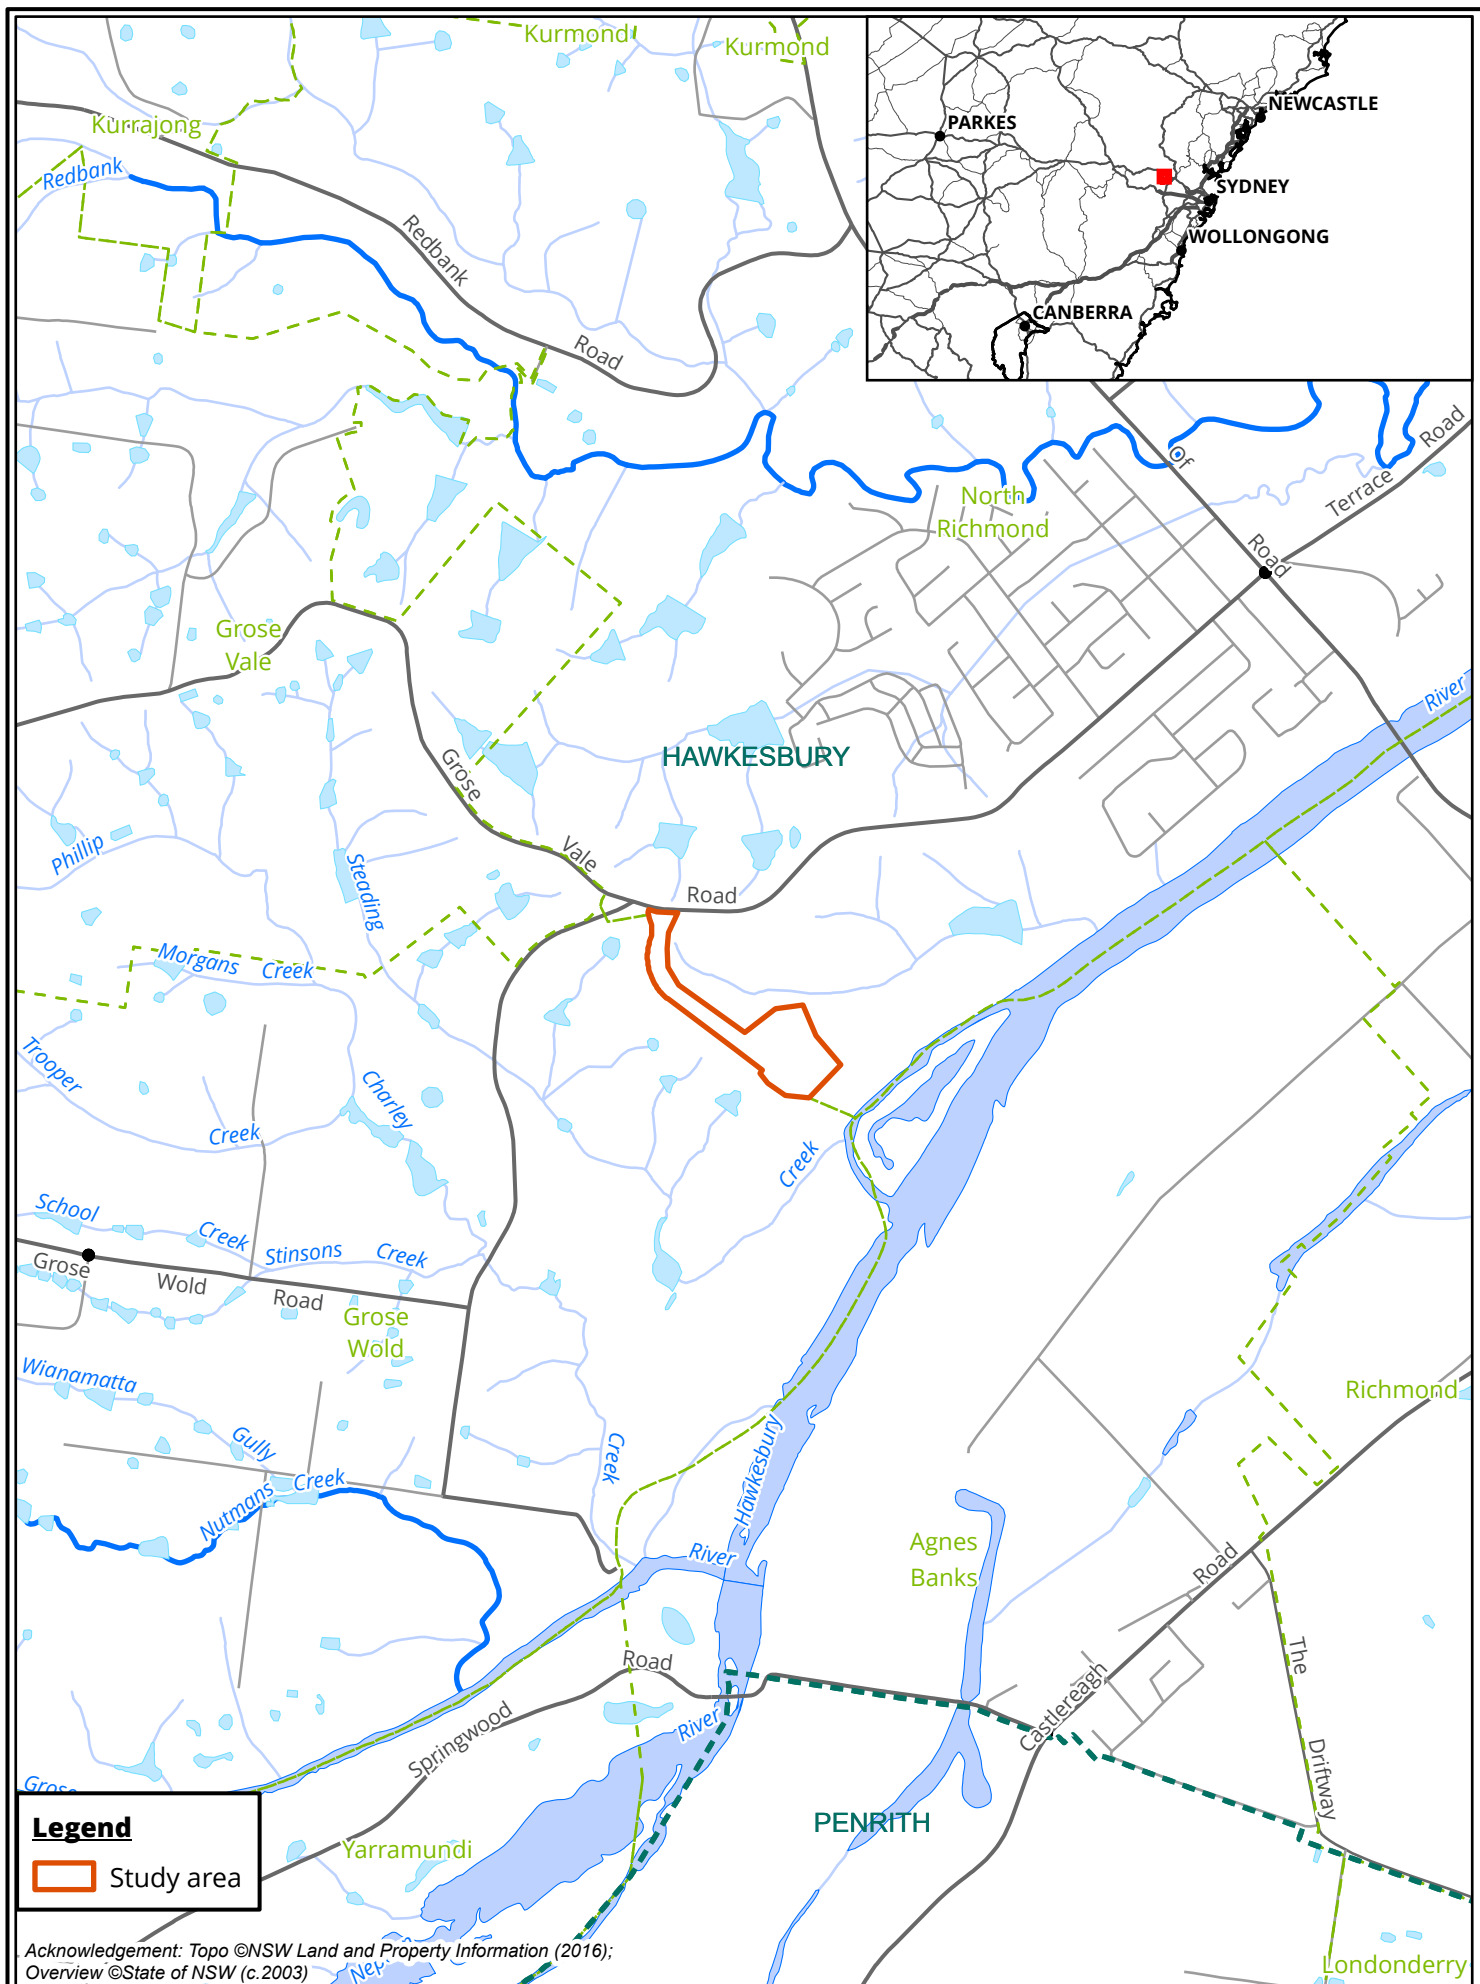 Kurmond
Kurmond
Kurrajong
Redbank
Redbank
Road
NEWCASTLE
PARKES
SYDNEY
WOLLONGONG
CANBERRA
Of
Road
Terrace
Road
North
Richmond
Grose
Vale
River
HAWKESBURY
Grose
Vale
Road
Phillip
Steading
Morgans Creek
Trooper
Creek
Charley
Creek
School
Creek
Stinsons Creek
Grose
Wold
Road
Grose
Wold
Wianamatta
Gully
Nutmans Creek
Creek
Hawkesbury
River
Richmond
Agnes
Banks
Road
Castlereagh
The
Driftway
Road
Springwood
River
PENRITH
Grose
Yarramundi
Londonderry
Legend
Study area
Acknowledgement: Topo ©NSW Land and Property Information (2016);
Overview ©State of NSW (c.2003)